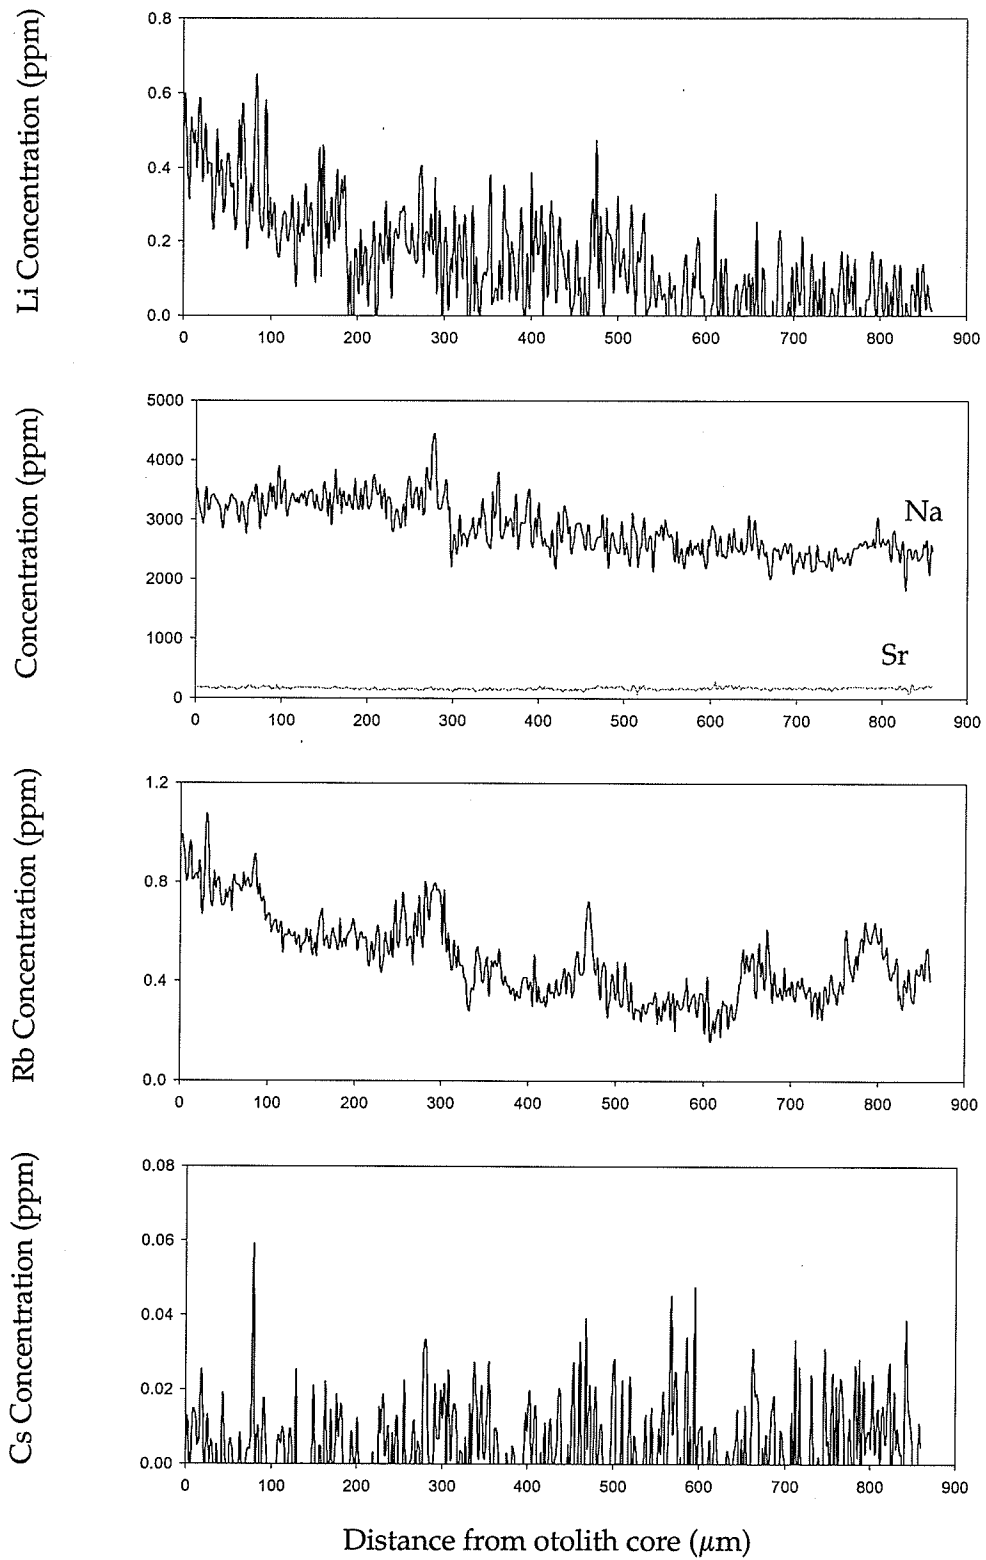 Li Concentration (ppm)
0.8
0.6
0.4
0.2
0.0
0 100 200 300 400 500 600 700 800 900
Concentration (ppm)
5000
4000
3000
2000
1000
0
Na
Sr
0 100 200 300 400 500 600 700 800 900
Rb Concentration (ppm)
1.2
0.8
0.4
0.0
0 100 200 300 400 500 600 700 800 900
Cs Concentration (ppm)
0.08
0.06
0.04
0.02
0.00
0 100 200 300 400 500 600 700 800 900
Distance from otolith core (μm)